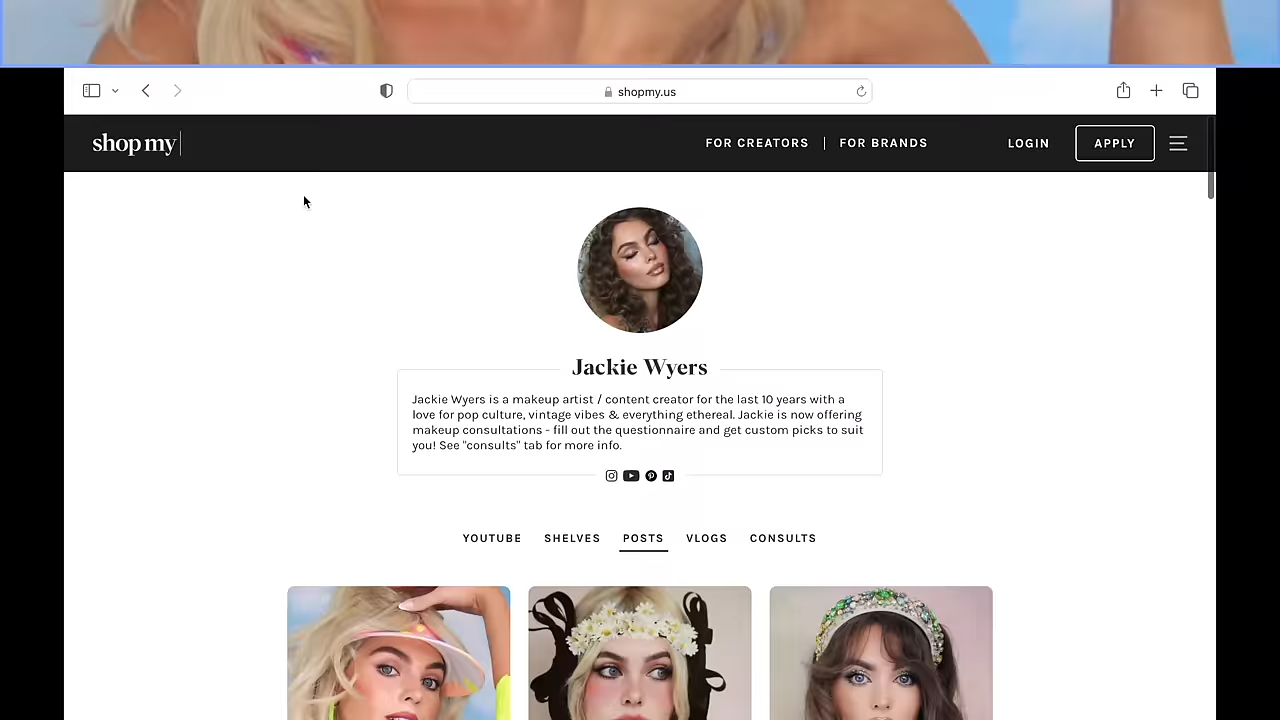 shopmy.us
shop my
FOR CREATORS
FOR BRANDS
LOGIN
APPLY
Jackie Wyers
Jackie Wyers is a makeup artist / content creator for the last 10 years with a
love for pop culture, vintage vibes & everything ethereal. Jackie is now offering
makeup consultations - fill out the questionnaire and get custom picks to suit
you! See "consults" tab for more info.
YOUTUBE SHELVES POSTS VLOGS CONSULTS